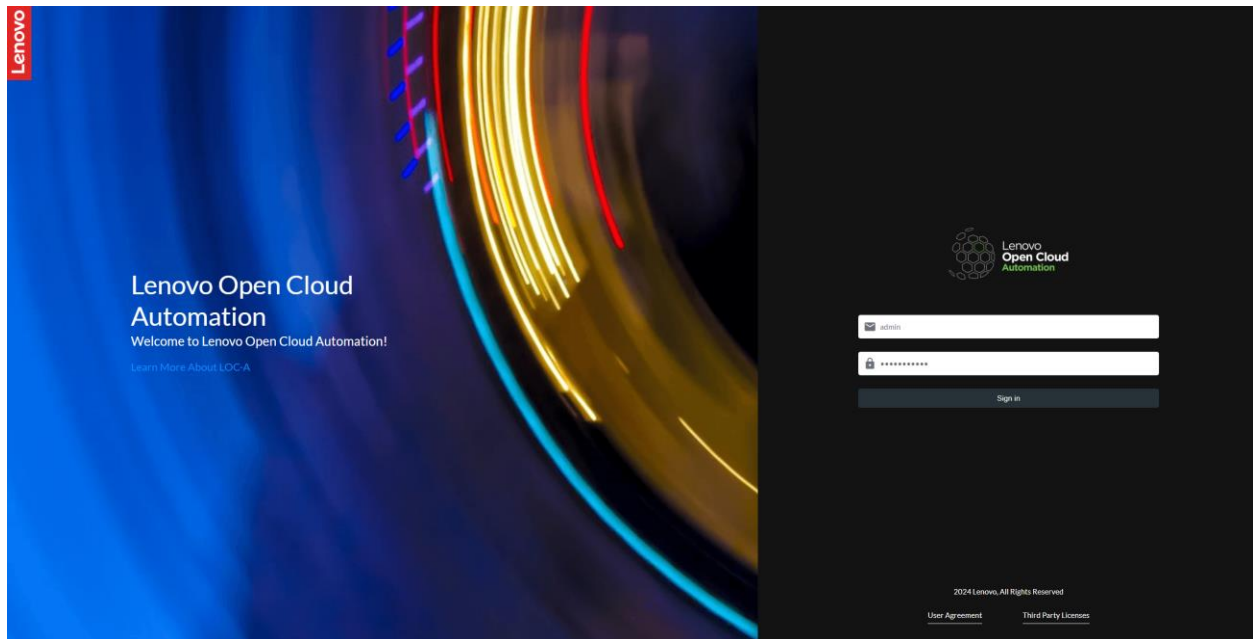 Lenovo
Lenovo Open Cloud
Automation
Welcome to Lenovo Open Cloud Automation!
Learn More About LOC-A
Lenovo
Open Cloud
Automation
admin
•••••••••••
Sign in
2024 Lenovo, All Rights Reserved
User Agreement Third Party Licenses